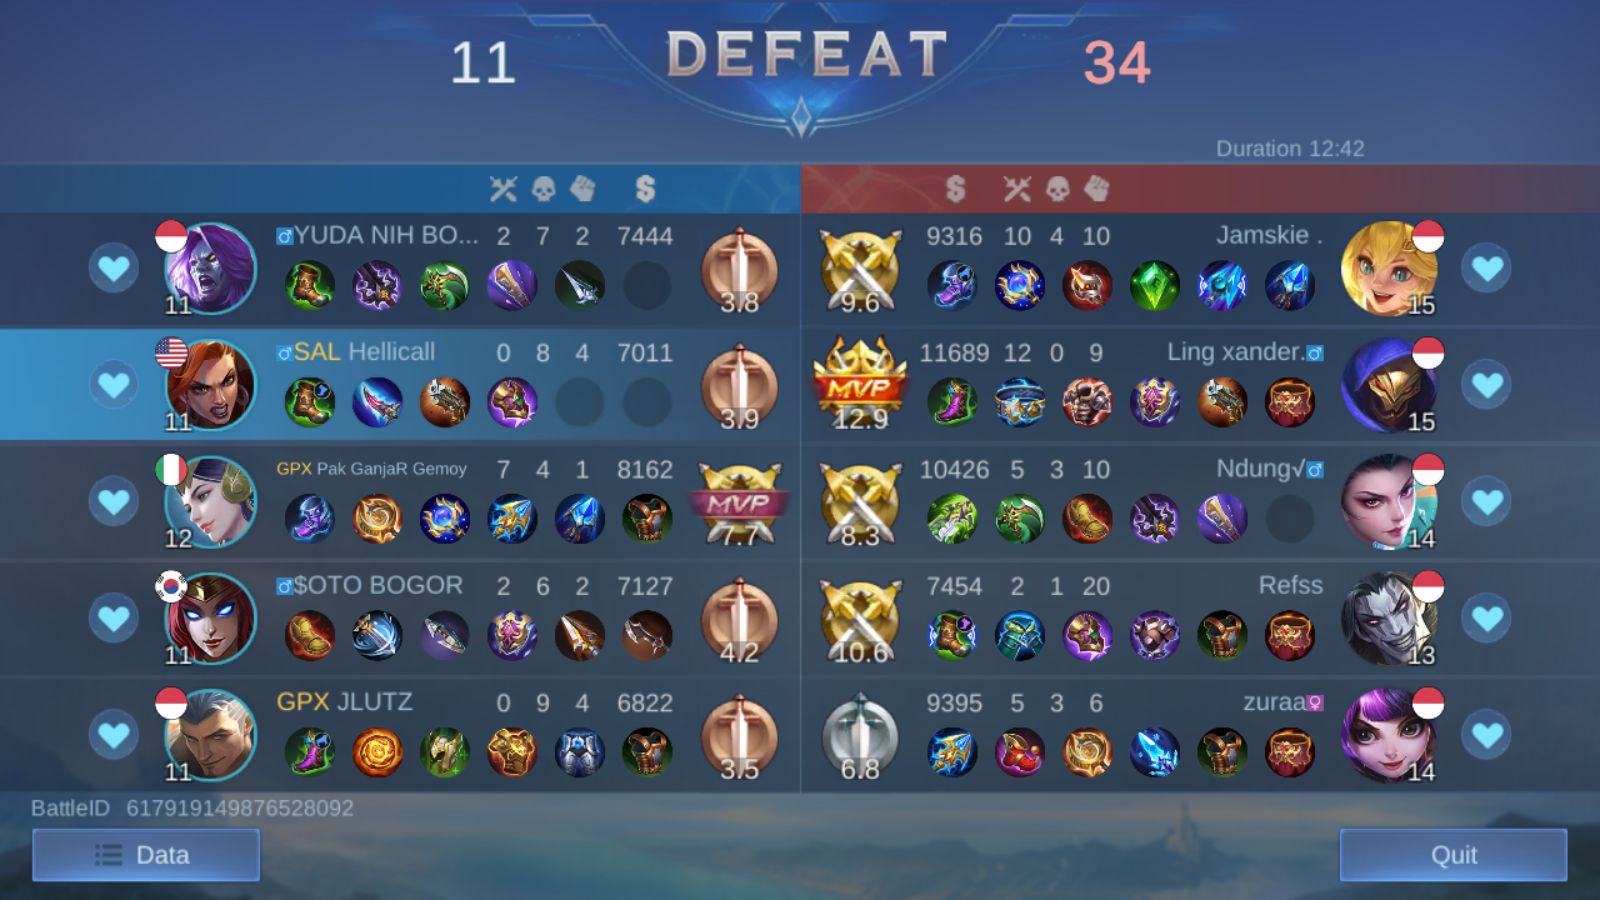 11 DEFEAT 34
Duration 12:42
YUDA NIH BO... 2 7 2 7444
11 3.8
9.6 9316 10 4 10 Jamskie .
15
SAL Hellicall 0 8 4 7011
11 3.9
MVP 12.9 11689 12 0 9 Ling xander.
15
GPX Pak GanjaR Gemoy 7 4 1 8162
12 MVP 7.7
8.3 10426 5 3 10 Ndung√
14
$OTO BOGOR 2 6 2 7127
11 4.2
10.6 7454 2 1 20 Refss
13
GPX JLUTZ 0 9 4 6822
11 3.5
6.8 9395 5 3 6 zuraa
14
BattleID 617919149876528092
Data
Quit